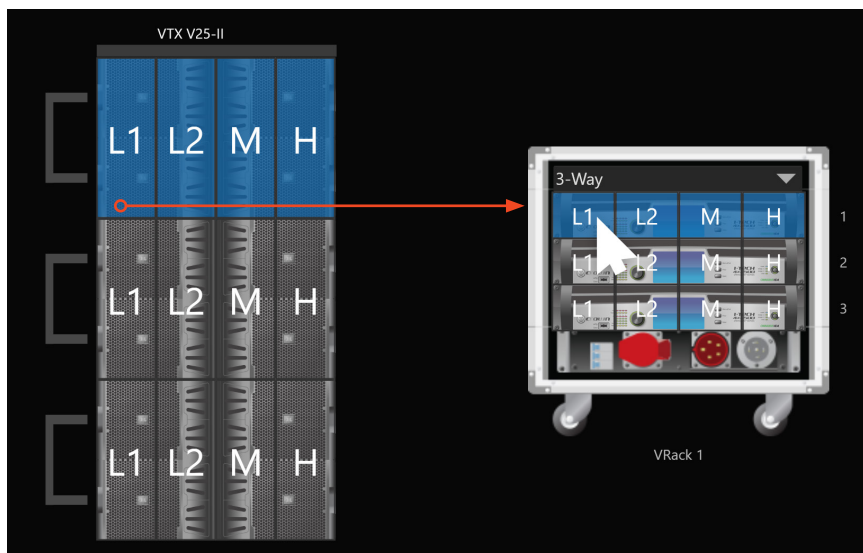 VTX V25-II
L1 L2 M H
L1 L2 M H
L1 L2 M H
3-Way
L1 L2 M H 1
L1 L2 M H 2
L1 L2 M H 3
VRack 1